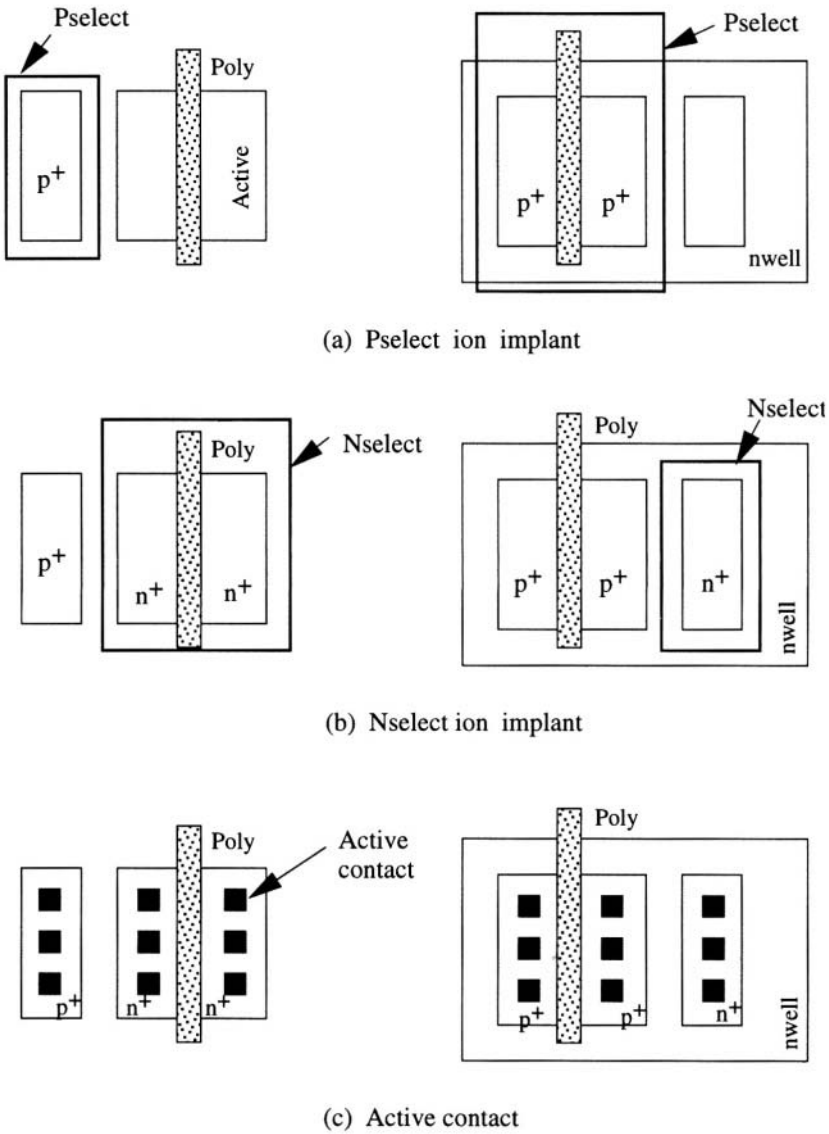 Pselect
Poly
p+
Active
Pselect
p+ p+
nwell
(a) Pselect ion implant
Poly
Nselect
p+
n+ n+
Poly
Nselect
p+ p+
n+
nwell
(b) Nselect ion implant
Poly
Active
contact
p+ n+ n+
Poly
p+ p+ n+
nwell
(c) Active contact